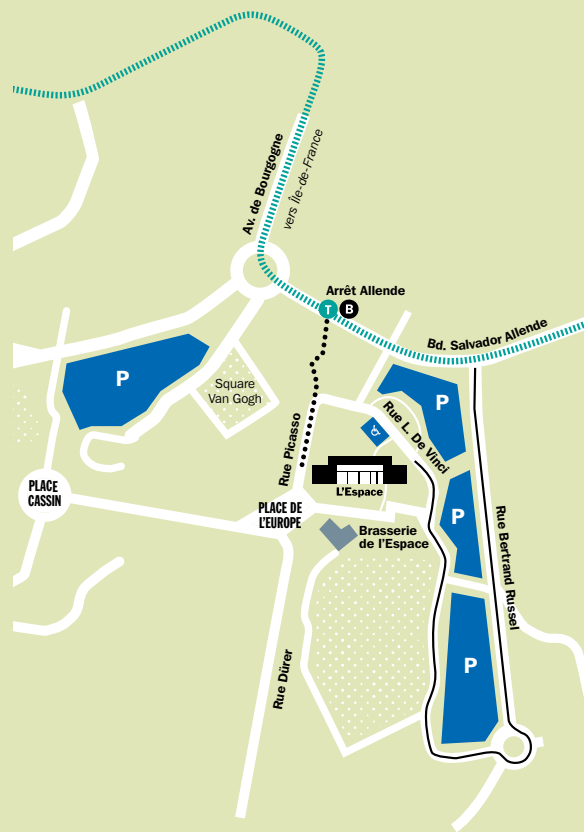 Av. de Bourgogne
vers Île-de-France
Arrêt Allende
T B
Bd. Salvador Allende
P
Square
Van Gogh
P
Rue L. De Vinci
Rue Picasso
L'Espace
PLACE
CASSIN
PLACE DE
L'EUROPE
P
Brasserie
de l'Espace
Rue Bertrand Russel
Rue Dürer
P